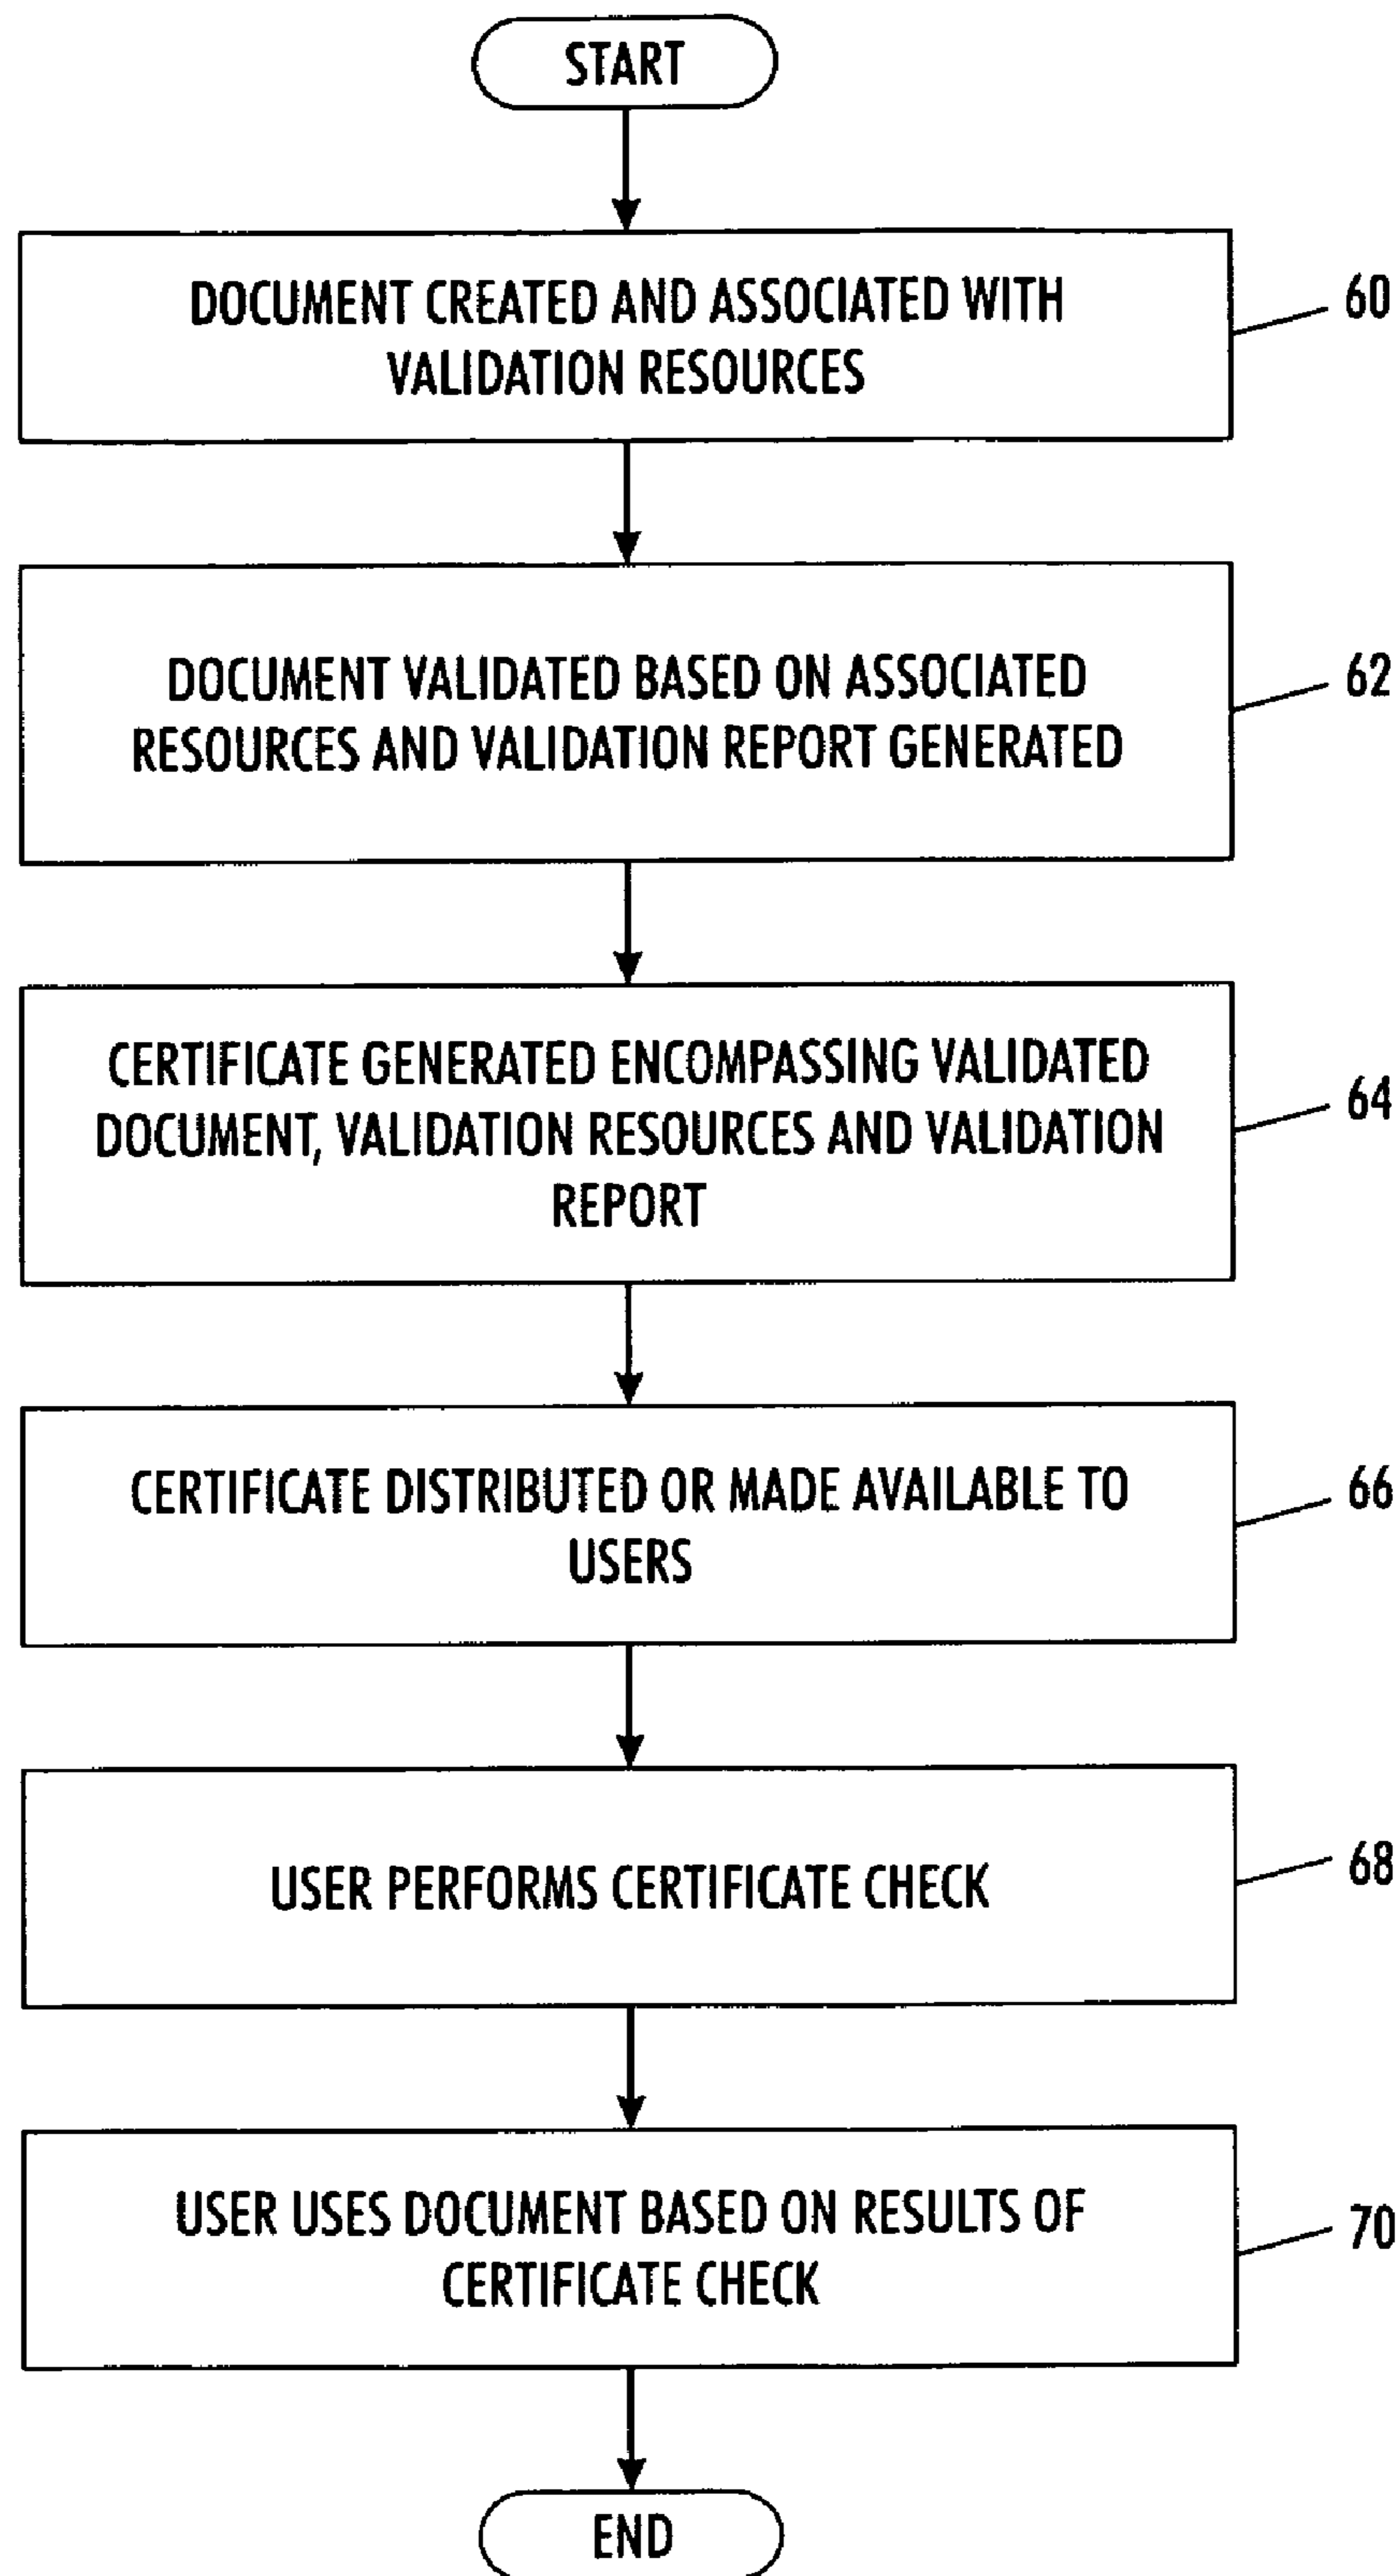 START
DOCUMENT CREATED AND ASSOCIATED WITH
VALIDATION RESOURCES
60
DOCUMENT VALIDATED BASED ON ASSOCIATED
RESOURCES AND VALIDATION REPORT GENERATED
62
CERTIFICATE GENERATED ENCOMPASSING VALIDATED
DOCUMENT, VALIDATION RESOURCES AND VALIDATION
REPORT
64
CERTIFICATE DISTRIBUTED OR MADE AVAILABLE TO
USERS
66
USER PERFORMS CERTIFICATE CHECK
68
USER USES DOCUMENT BASED ON RESULTS OF
CERTIFICATE CHECK
70
END